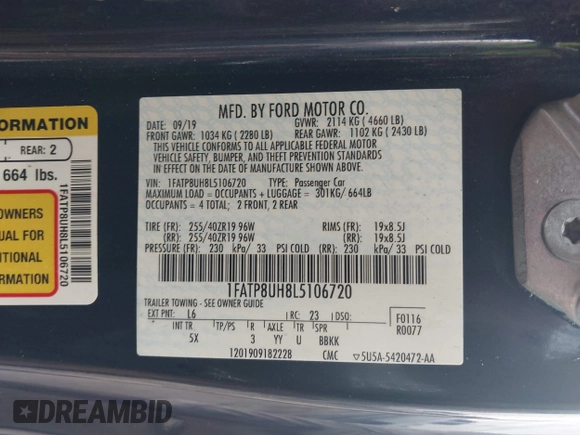 ORMATION
REAR: 2
664 lbs.
MANUAL FOR
ADDITIONAL
INFORMATION
1FATP8UH8L5106720
MFD. BY FORD MOTOR CO.
DATE: 09/19 GVWR: 2114 KG ( 4660 LB)
FRONT GAWR: 1034 KG ( 2280 LB) REAR GAWR: 1102 KG ( 2430 LB)
THIS VEHICLE CONFORMS TO ALL APPLICABLE FEDERAL MOTOR
VEHICLE SAFETY, BUMPER, AND THEFT PREVENTION STANDARDS
IN EFFECT ON THE DATE OF MANUFACTURE SHOWN ABOVE.
VIN: 1FATP8UH8L5106720 TYPE: Passenger Car
MAXIMUM LOAD = OCCUPANTS + LUGGAGE = 301KG/ 664LB
OCCUPANTS = 4 TOTAL; 2 FRONT, 2 REAR
TIRE (FR): 255/40ZR19 96W RIMS (FR): 19x8.5J
(RR): 255/40ZR19 96W (RR): 19x8.5J
PRESSURE (FR): 230 kPa/ 33 PSI COLD (RR): 230 kPa/ 33 PSI COLD
1FATP8UH8L5106720
TRAILER TOWING - SEE OWNER GUIDE
EXT PNT: L6 RC: 23 DSO: F0116
INT TR TP/PS R AXLE TR SPR R0077
5X 3 YY U BBKK
1201909182228 CMC ▽5U5A-5420472-AA
DREAMBID